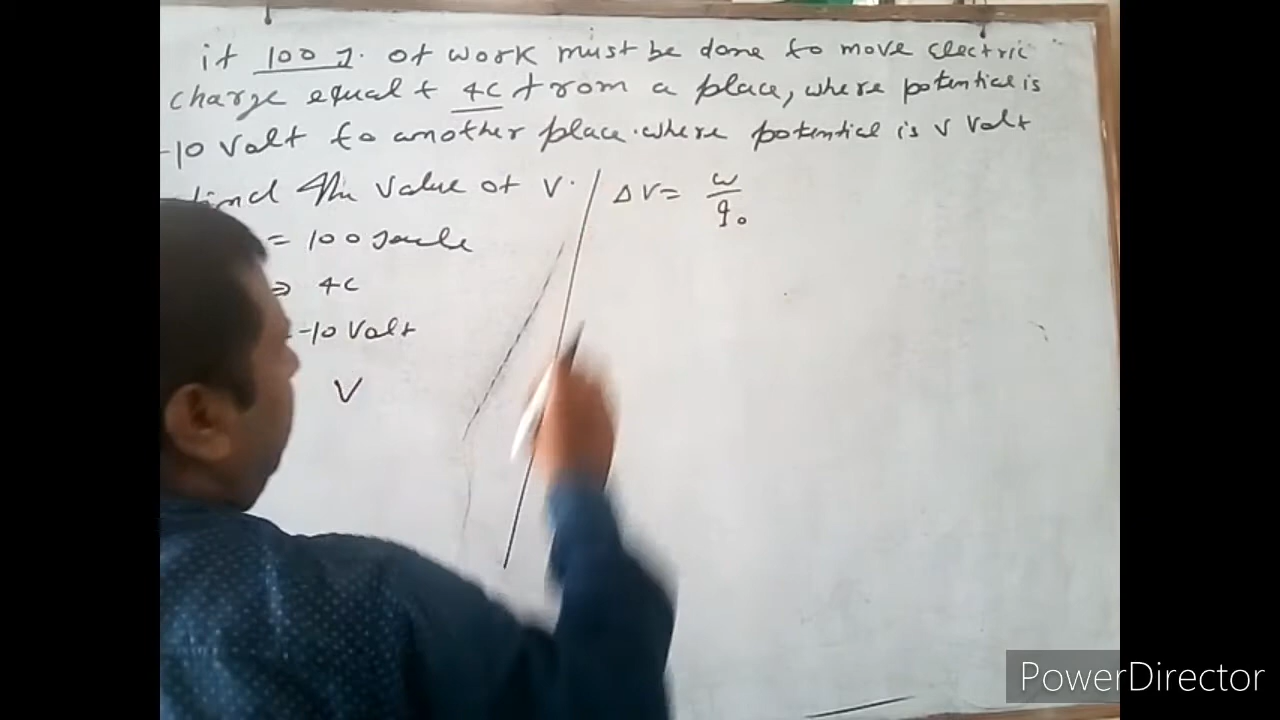 if 100 J. of work must be done to move electric
charge equal t 4C from a place, where potential is
-10 Volt to another place. where potential is V Volt
find the value of V.
ΔV = W/q₀
= 100 Joule
⇒ 4C
-10 Volt
V
PowerDirector